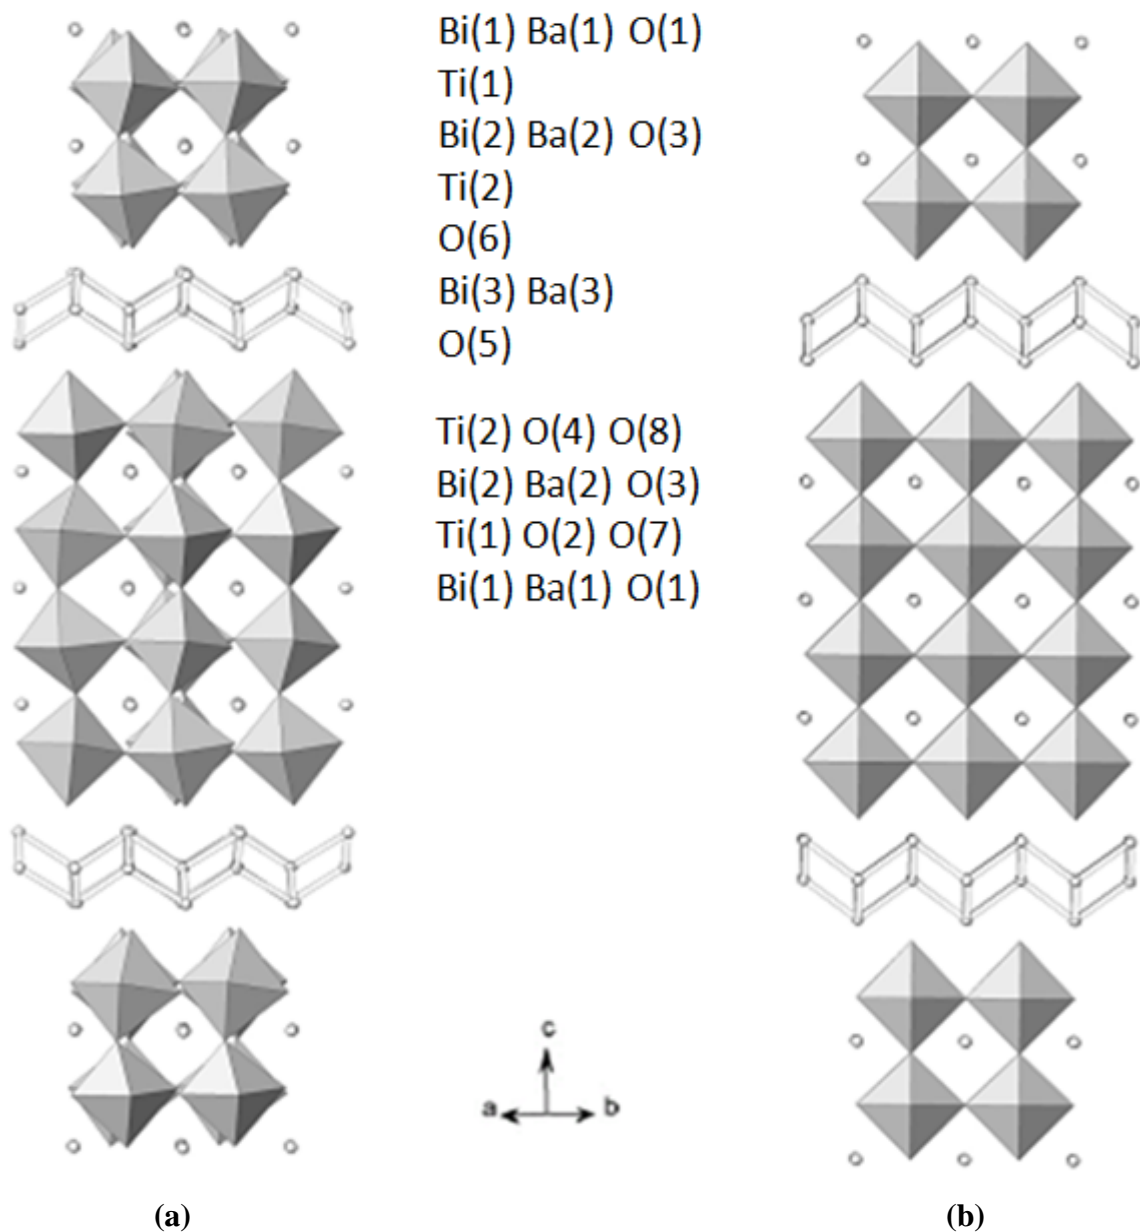 Bi(1) Ba(1) O(1)
Ti(1)
Bi(2) Ba(2) O(3)
Ti(2)
O(6)
Bi(3) Ba(3)
O(5)
Ti(2) O(4) O(8)
Bi(2) Ba(2) O(3)
Ti(1) O(2) O(7)
Bi(1) Ba(1) O(1)
c
a b
(a) (b)